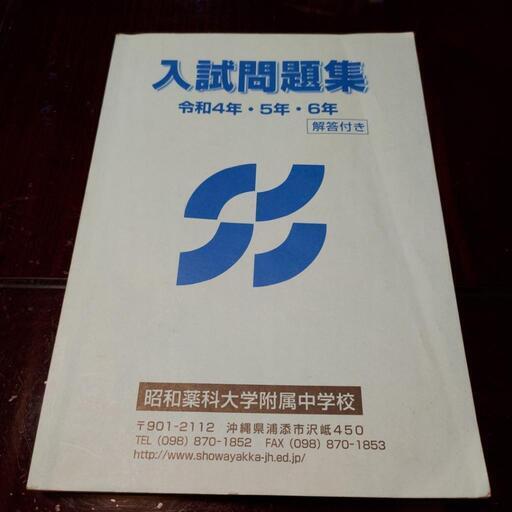 入試問題集
令和4年・5年・6年
解答付き
昭和薬科大学附属中学校
〒901-2112 沖縄県浦添市沢岻450
TEL (098) 870-1852 FAX (098) 870-1853
http://www.showayakka-jh.ed.jp/